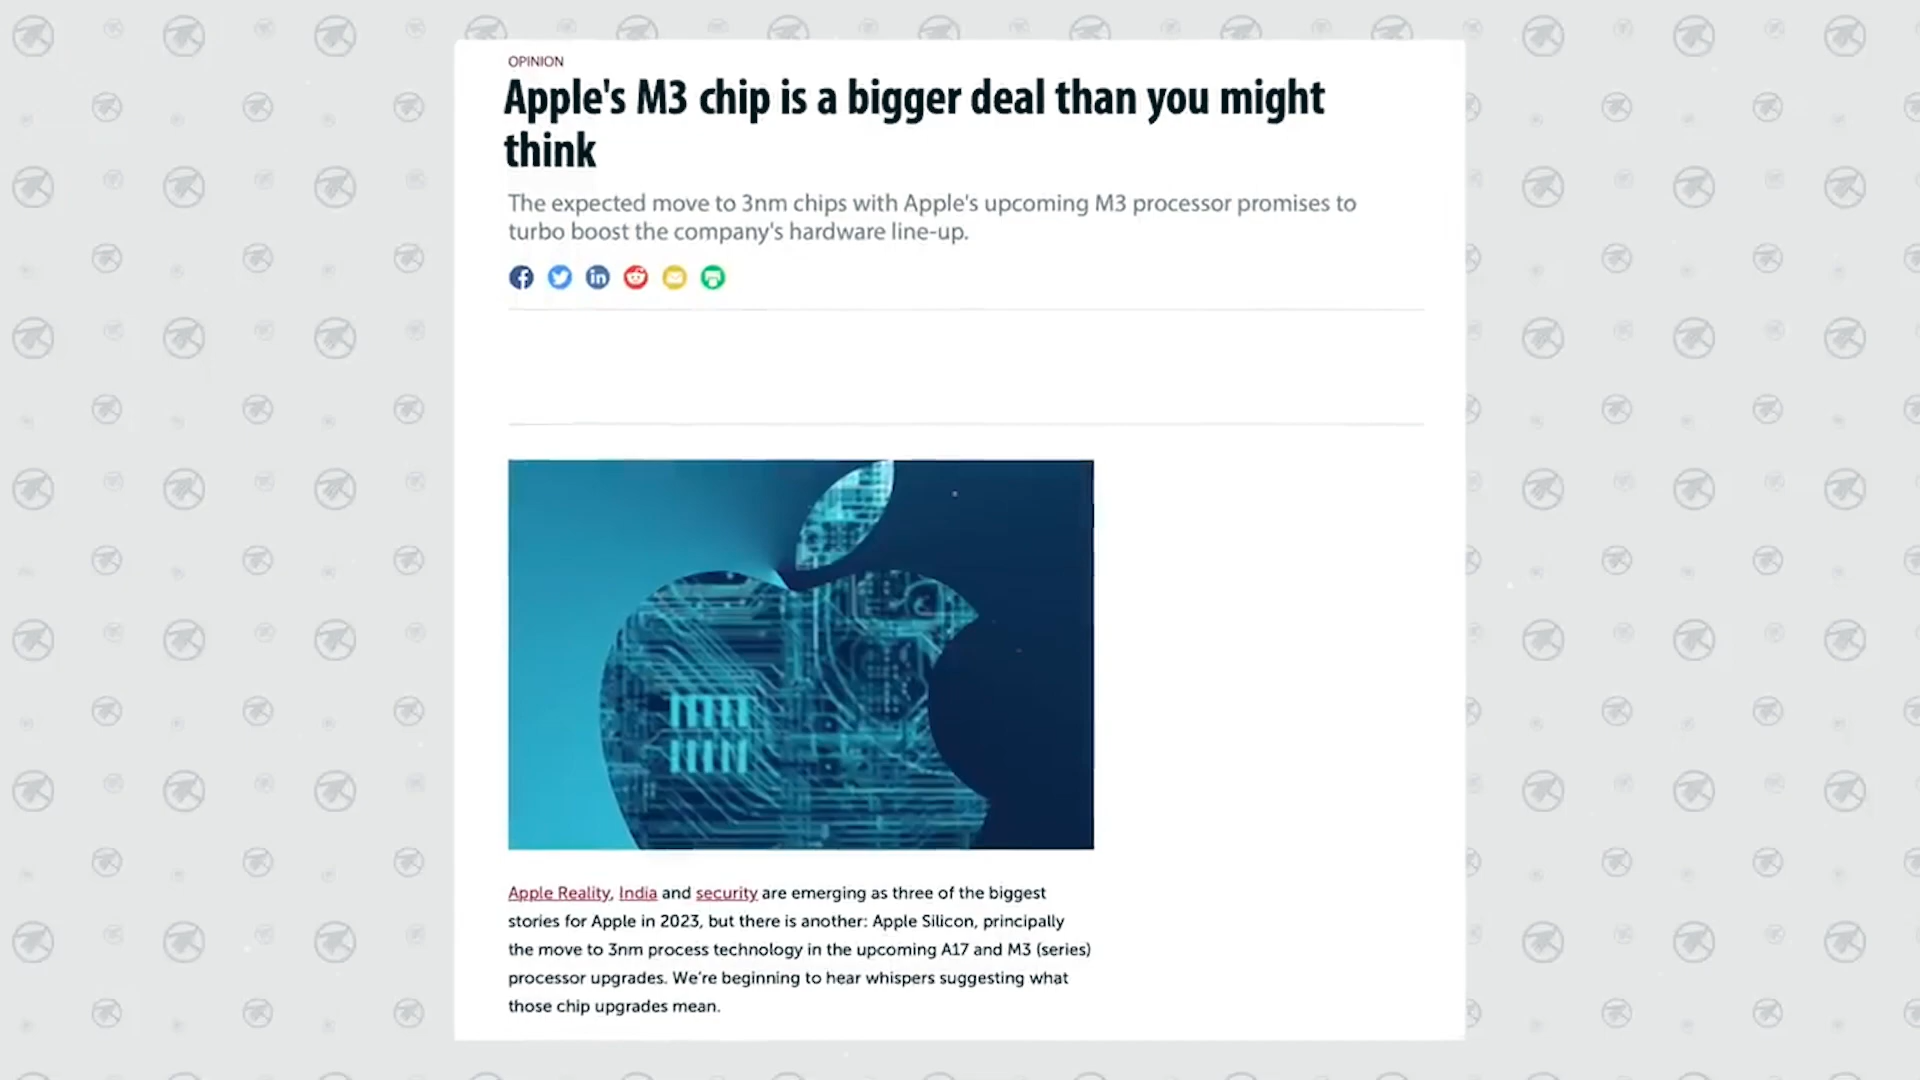 OPINION
Apple's M3 chip is a bigger deal than you might
think
The expected move to 3nm chips with Apple's upcoming M3 processor promises to
turbo boost the company's hardware line-up.
Apple Reality, India and security are emerging as three of the biggest
stories for Apple in 2023, but there is another: Apple Silicon, principally
the move to 3nm process technology in the upcoming A17 and M3 (series)
processor upgrades. We're beginning to hear whispers suggesting what
those chip upgrades mean.